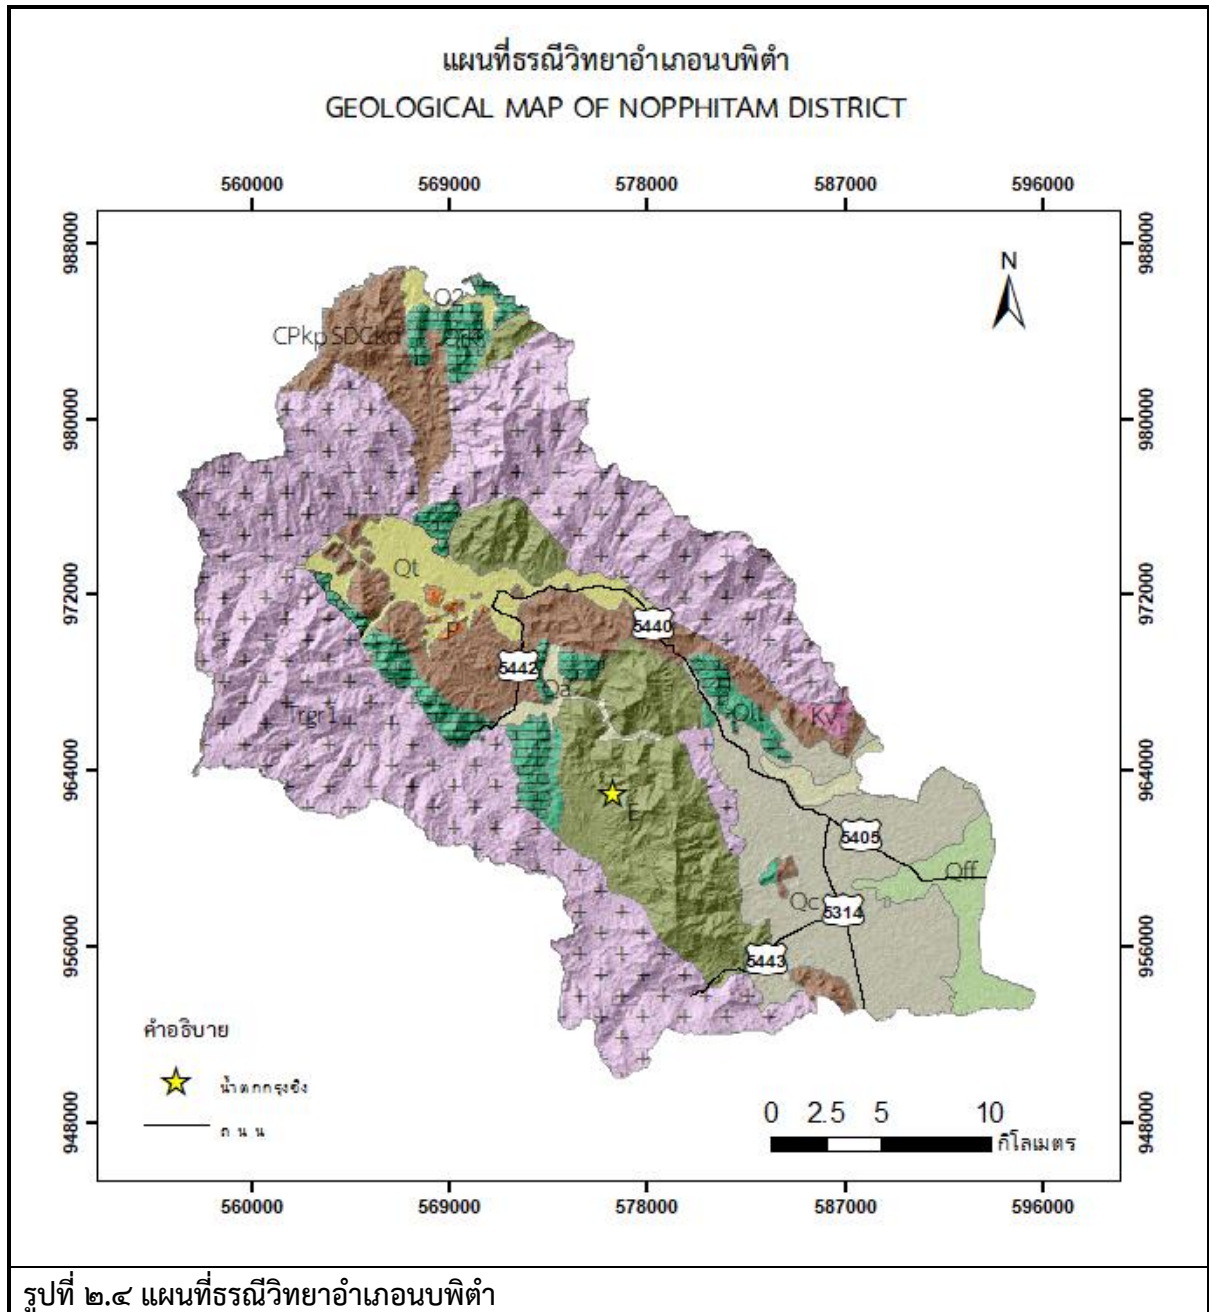 แผนที่ธรณีวิทยาอำเภอนบพิตำ
GEOLOGICAL MAP OF NOPPHITAM DISTRICT
560000 569000 578000 587000 596000
988000 988000
N
Q2
CPkp SDCkd
980000 980000
Qt
972000 972000
5440
P
5442
Qa
Trgr1
Kv
964000 964000
E
5405
Qff
Qc
5314
956000 956000
5443
คำอธิบาย
น้ำตกกรุงชิง
ถนน
948000 948000
0 2.5 5 10
กิโลเมตร
560000 569000 578000 587000 596000
รูปที่ ๒.๔ แผนที่ธรณีวิทยาอำเภอนบพิตำ